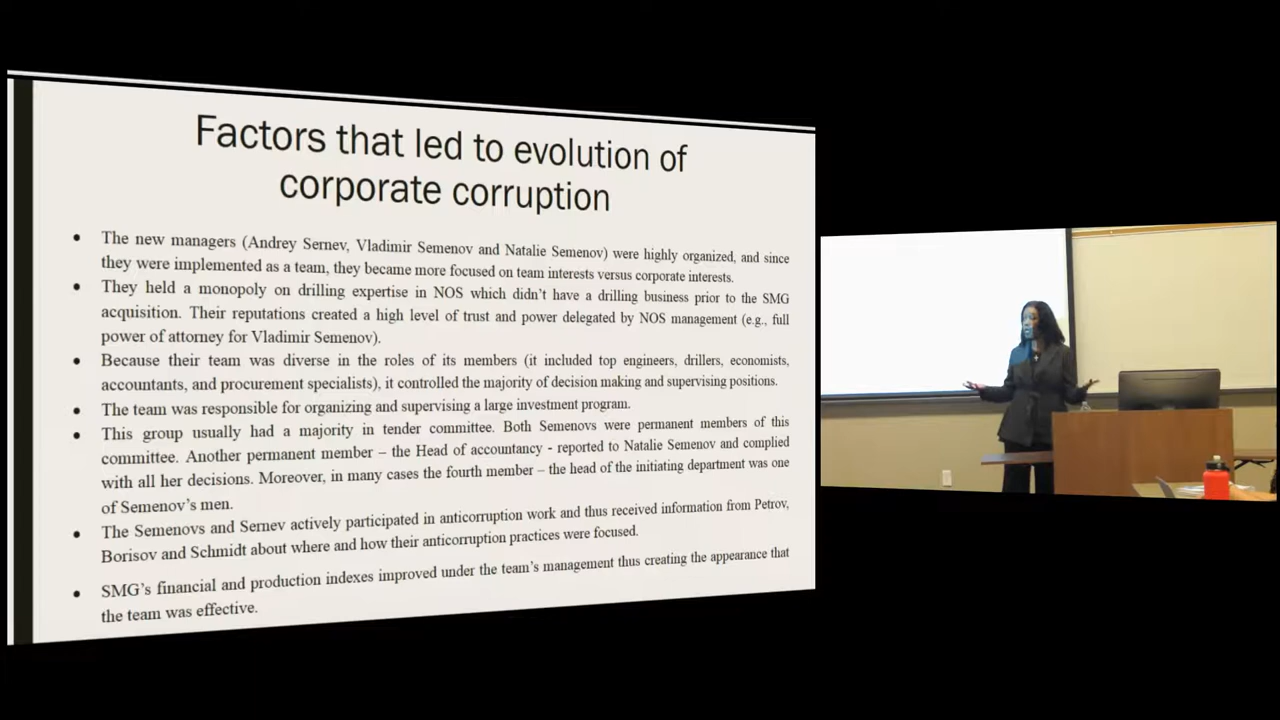 Factors that led to evolution of
corporate corruption
• The new managers (Andrey Sernev, Vladimir Semenov and Natalie Semenov) were highly organized, and since
they were implemented as a team, they became more focused on team interests versus corporate interests.
• They held a monopoly on drilling expertise in NOS which didn't have a drilling business prior to the SMG
acquisition. Their reputations created a high level of trust and power delegated by NOS management (e.g., full
power of attorney for Vladimir Semenov).
• Because their team was diverse in the roles of its members (it included top engineers, drillers, economists,
accountants, and procurement specialists), it controlled the majority of decision making and supervising positions.
• The team was responsible for organizing and supervising a large investment program.
• This group usually had a majority in tender committee. Both Semenovs were permanent members of this
committee. Another permanent member – the Head of accountancy - reported to Natalie Semenov and complied
with all her decisions. Moreover, in many cases the fourth member – the head of the initiating department was one
of Semenov's men.
• The Semenovs and Sernev actively participated in anticorruption work and thus received information from Petrov,
Borisov and Schmidt about where and how their anticorruption practices were focused.
• SMG's financial and production indexes improved under the team's management thus creating the appearance that
the team was effective.